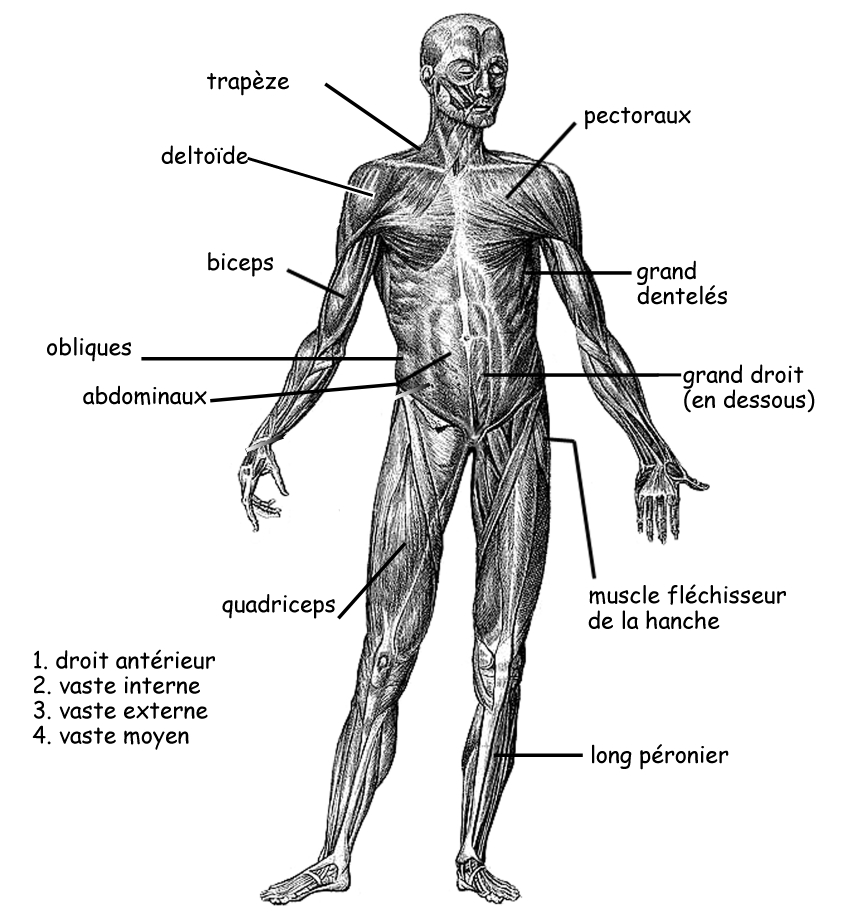 trapèze
pectoraux
deltoïde
biceps
grand
dentelés
obliques
abdominaux
grand droit
(en dessous)
quadriceps
muscle fléchisseur
de la hanche
1. droit antérieur
2. vaste interne
3. vaste externe
4. vaste moyen
long péronier